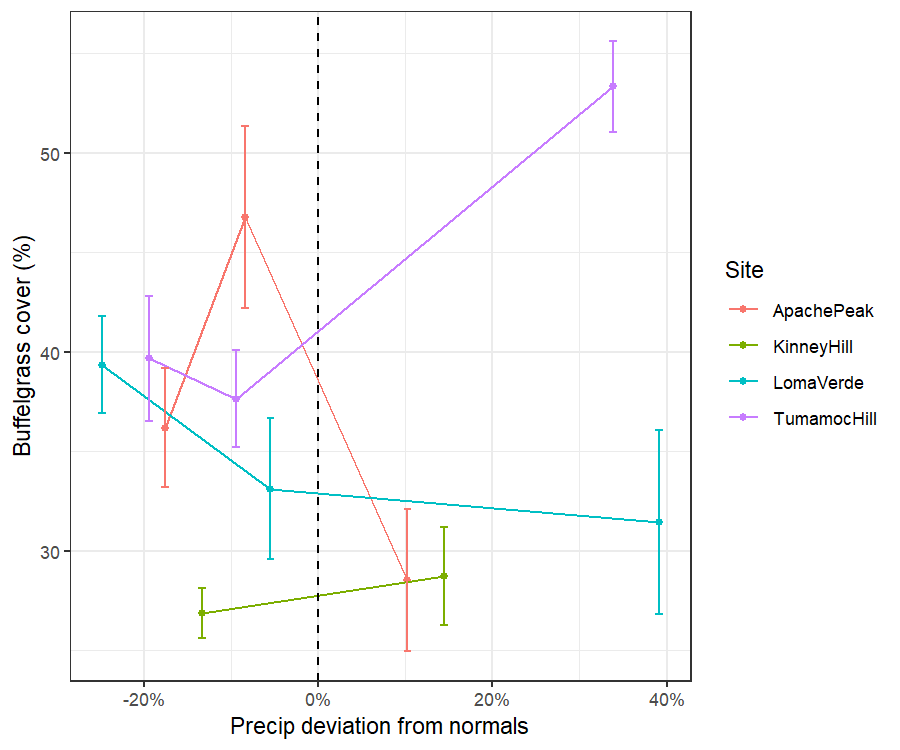 Buffelgrass cover (%)
50
40
30
-20%
0%
20%
40%
Precip deviation from normals
Site
ApachePeak
KinneyHill
LomaVerde
TumamocHill